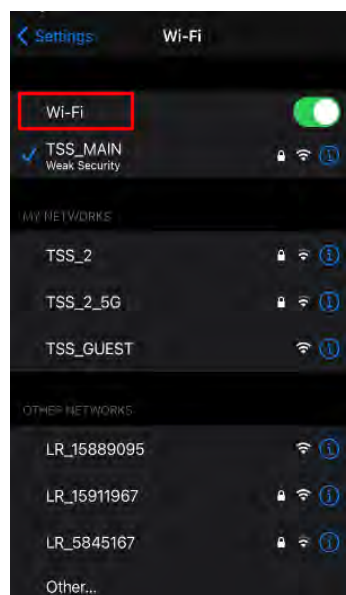 Settings Wi-Fi
Wi-Fi
TSS_MAIN
Weak Security
MY NETWORKS
TSS_2
TSS_2_5G
TSS_GUEST
OTHER NETWORKS
LR_15889095
LR_15911967
LR_5845167
Other...